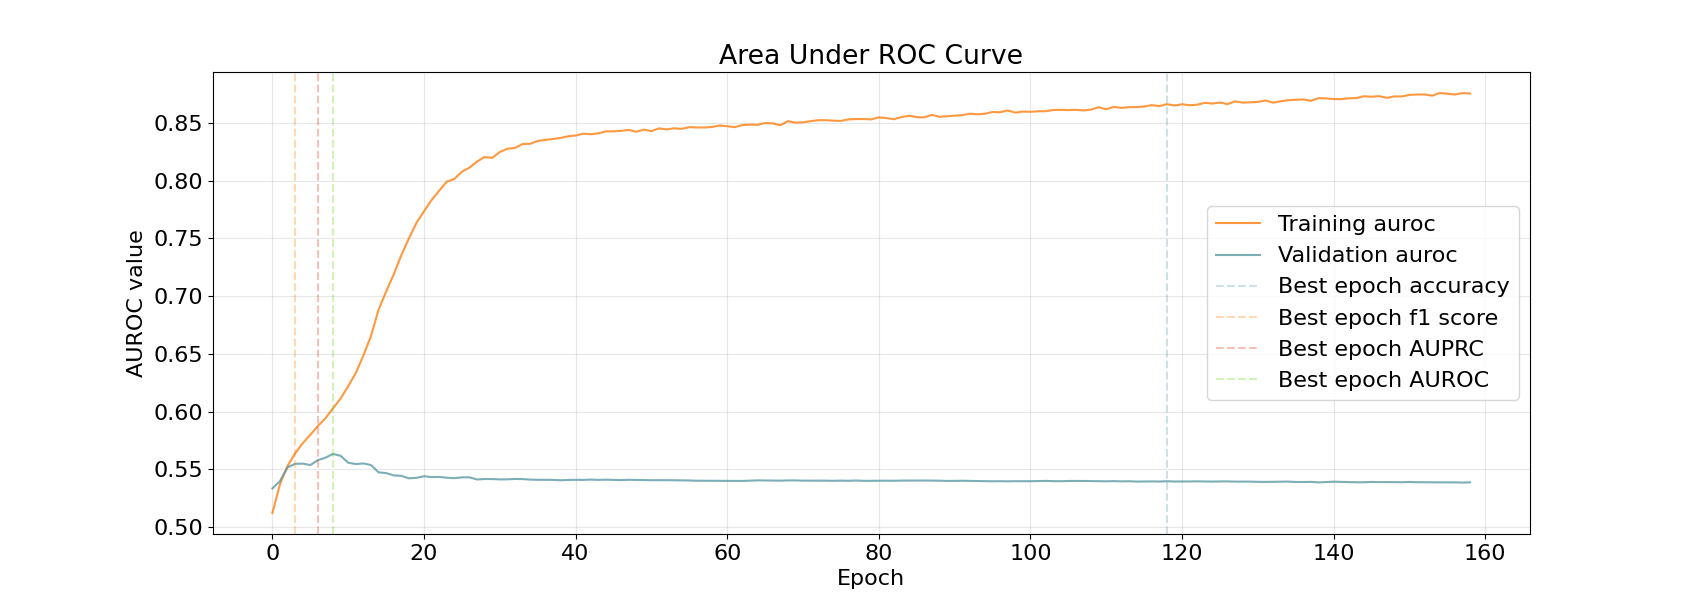 Area Under ROC Curve
AUROC value
0.85
0.80
0.75
0.70
0.65
0.60
0.55
0.50
Training auroc
Validation auroc
Best epoch accuracy
Best epoch f1 score
Best epoch AUPRC
Best epoch AUROC
0 20 40 60 80 100 120 140 160
Epoch